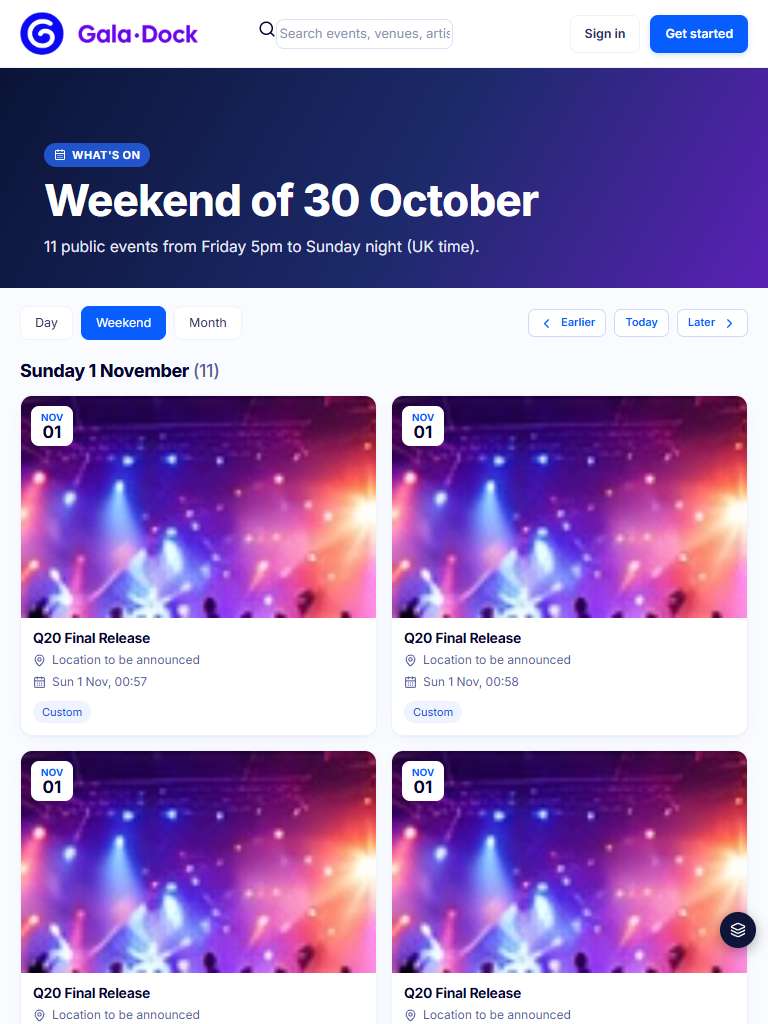 Gala·Dock
Search events, venues, artis
Sign in
Get started
WHAT'S ON
Weekend of 30 October
11 public events from Friday 5pm to Sunday night (UK time).
Day
Weekend
Month
Earlier
Today
Later
Sunday 1 November (11)
NOV
01
Q20 Final Release
Location to be announced
Sun 1 Nov, 00:57
Custom
NOV
01
Q20 Final Release
Location to be announced
Sun 1 Nov, 00:58
Custom
NOV
01
Q20 Final Release
Location to be announced
NOV
01
Q20 Final Release
Location to be announced